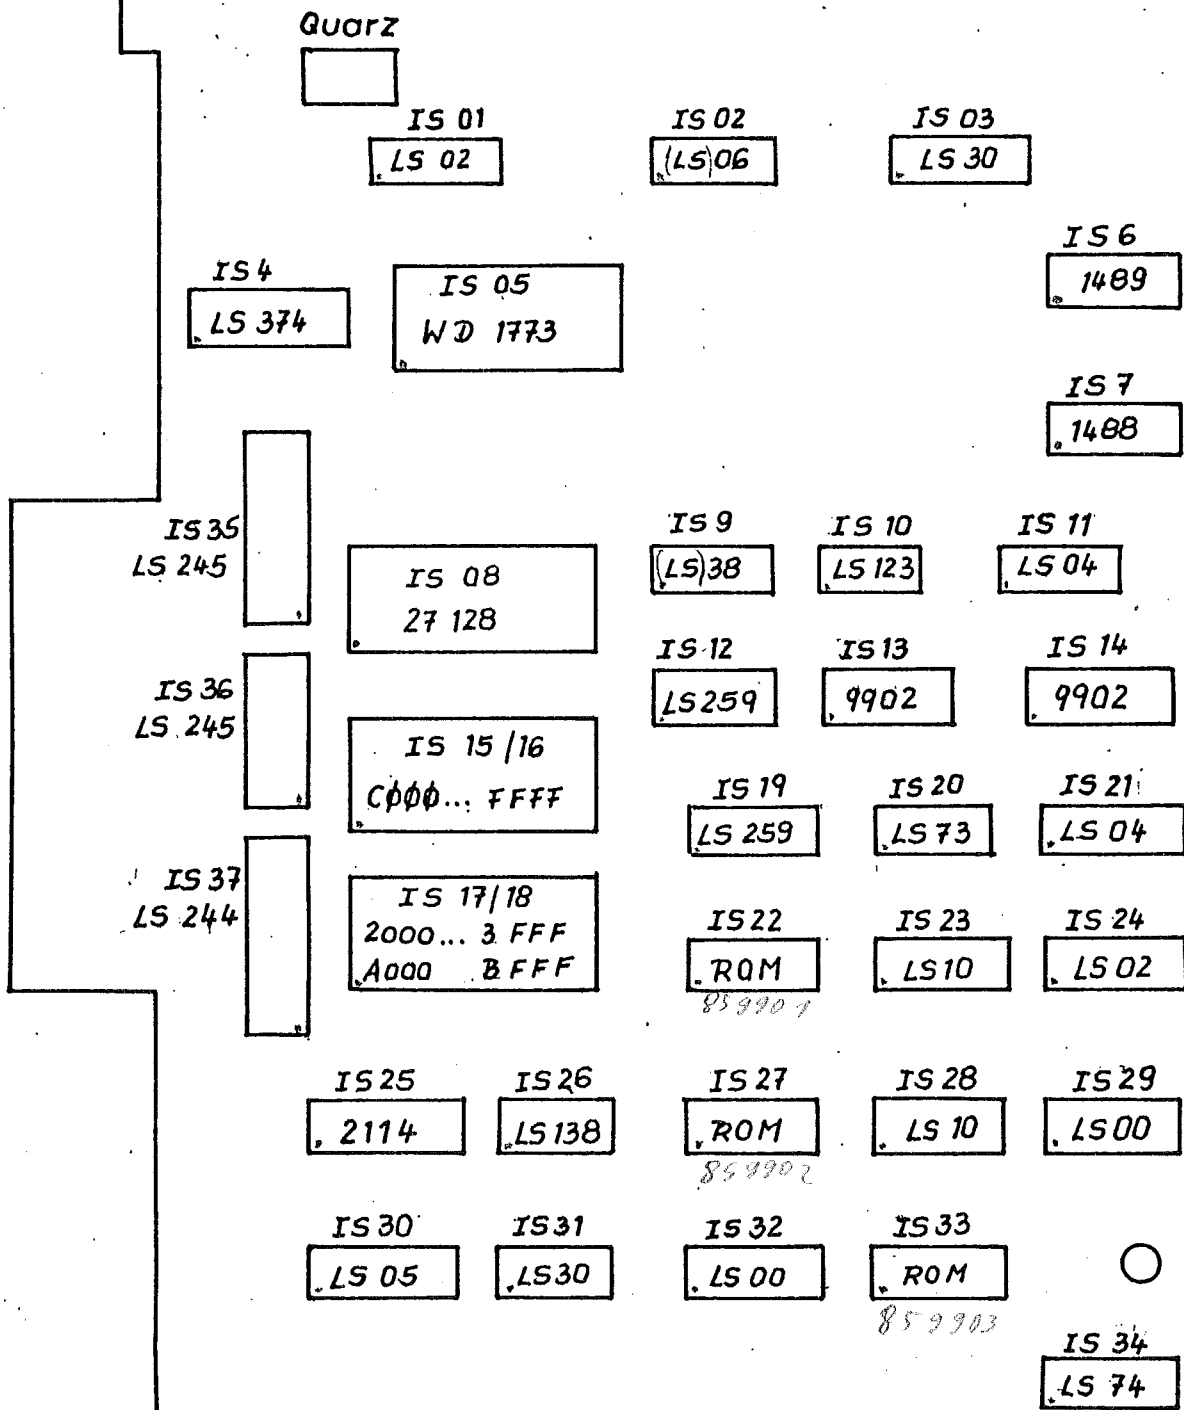 Quarz
IS 01
LS 02
IS 02
(LS)06
IS 03
LS 30
IS 6
1489
IS 4
LS 374
IS 05
WD 1773
IS 7
1488
IS 35
LS 245
IS 08
27 128
IS 9
(LS)38
IS 10
LS 123
IS 11
LS 04
IS 12
LS 259
IS 13
9902
IS 14
9902
IS 36
LS 245
IS 15/16
C000... FFFF
IS 19
LS 259
IS 20
LS 73
IS 21
LS 04
IS 37
LS 244
IS 17/18
2000... 3FFF
A000 BFFF
IS 22
ROM
859901
IS 23
LS 10
IS 24
LS 02
IS 25
2114
IS 26
LS 138
IS 27
ROM
859902
IS 28
LS 10
IS 29
LS 00
IS 30
LS 05
IS 31
LS 30
IS 32
LS 00
IS 33
ROM
859903
IS 34
LS 74